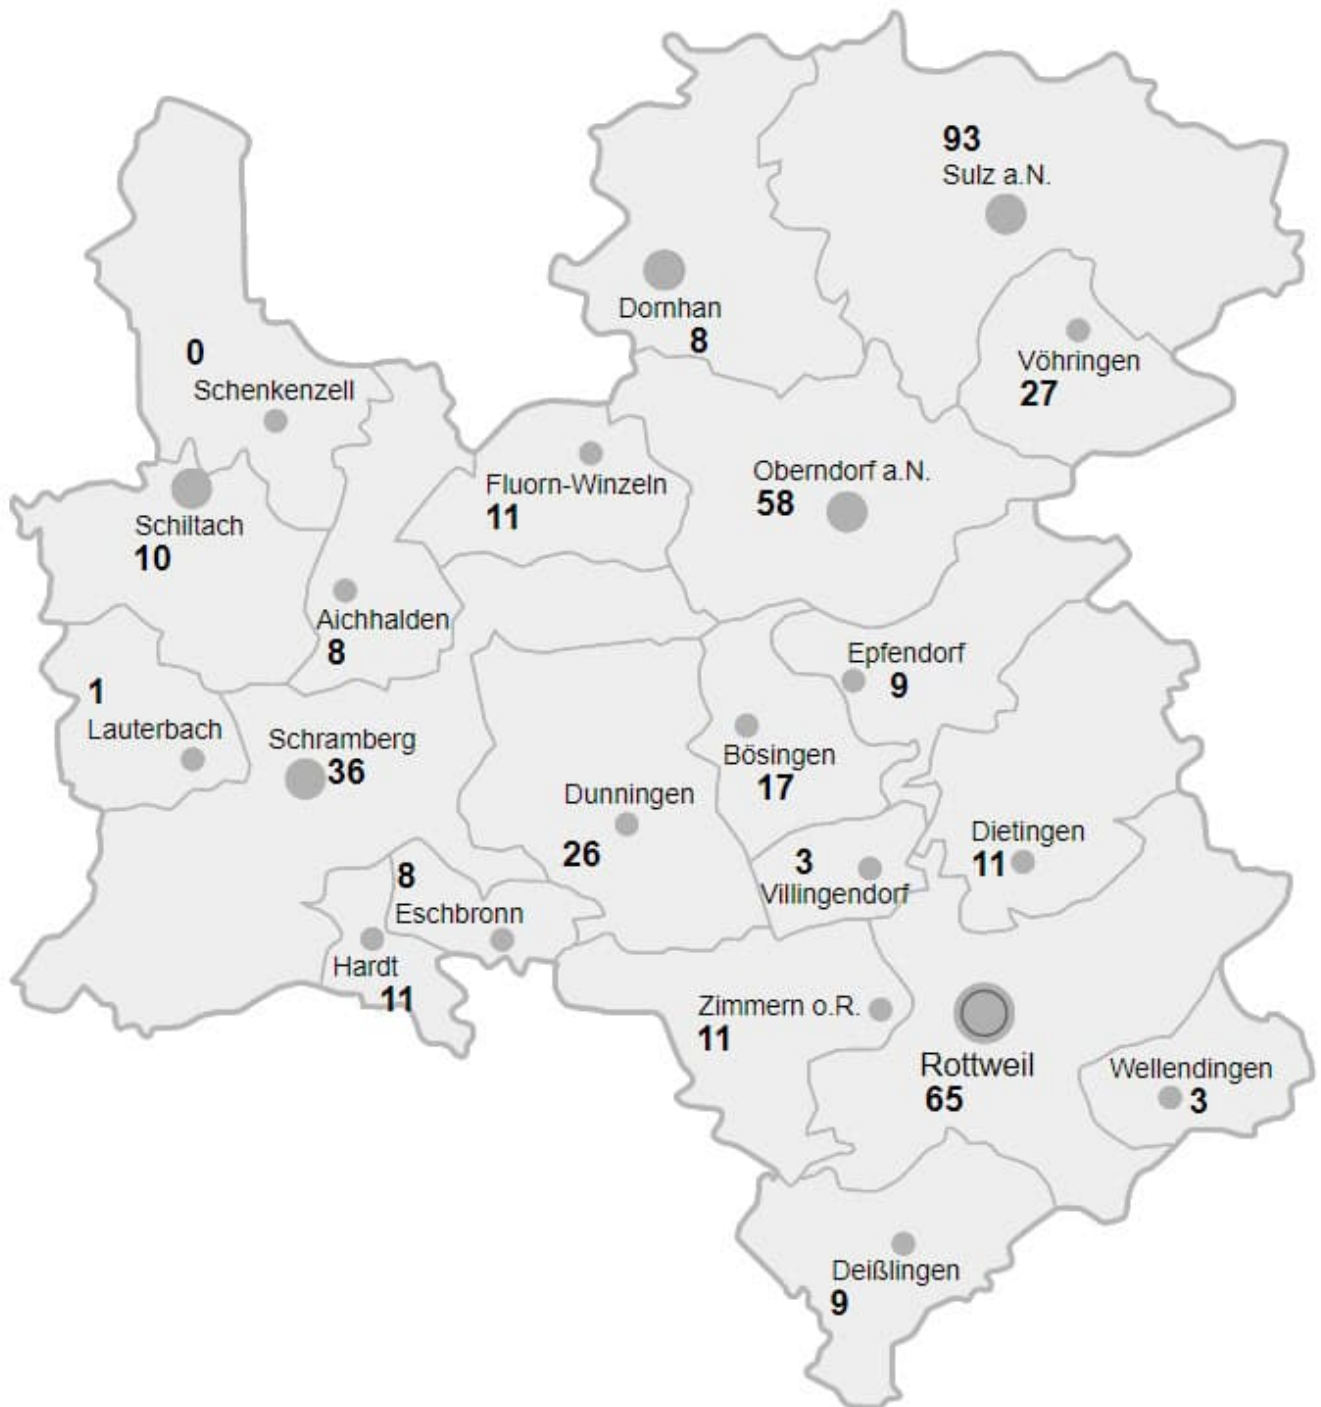 93
Sulz a.N.
Dornhan
8
0
Schenkenzell
Vöhringen
27
Fluorn-Winzeln
11
Oberndorf a.N.
58
Schiltach
10
Aichhalden
8
Epfendorf
9
1
Lauterbach
Schramberg
36
Bösingen
17
Dunningen
26
Dietingen
11
3
Villingendorf
8
Eschbronn
Hardt
11
Zimmern o.R.
11
Rottweil
65
Wellendingen
3
Deißlingen
9